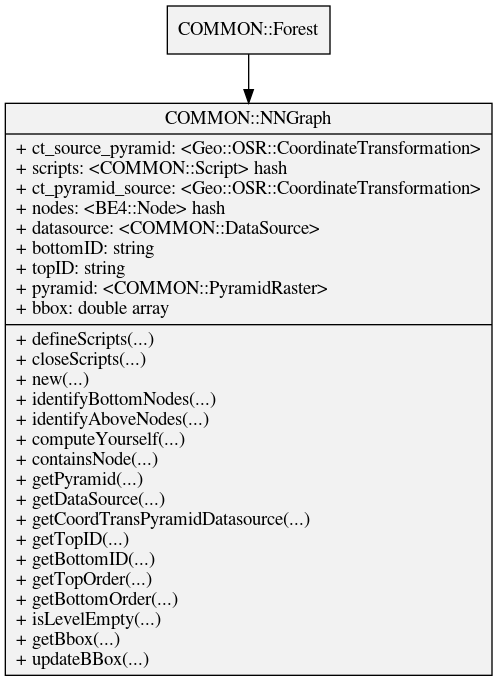 COMMON::Forest
COMMON::NNGraph
+ ct_source_pyramid: <Geo::OSR::CoordinateTransformation>
+ scripts: <COMMON::Script> hash
+ ct_pyramid_source: <Geo::OSR::CoordinateTransformation>
+ nodes: <BE4::Node> hash
+ datasource: <COMMON::DataSource>
+ bottomID: string
+ topID: string
+ pyramid: <COMMON::PyramidRaster>
+ bbox: double array
+ defineScripts(...)
+ closeScripts(...)
+ new(...)
+ identifyBottomNodes(...)
+ identifyAboveNodes(...)
+ computeYourself(...)
+ containsNode(...)
+ getPyramid(...)
+ getDataSource(...)
+ getCoordTransPyramidDatasource(...)
+ getTopID(...)
+ getBottomID(...)
+ getTopOrder(...)
+ getBottomOrder(...)
+ isLevelEmpty(...)
+ getBbox(...)
+ updateBBox(...)